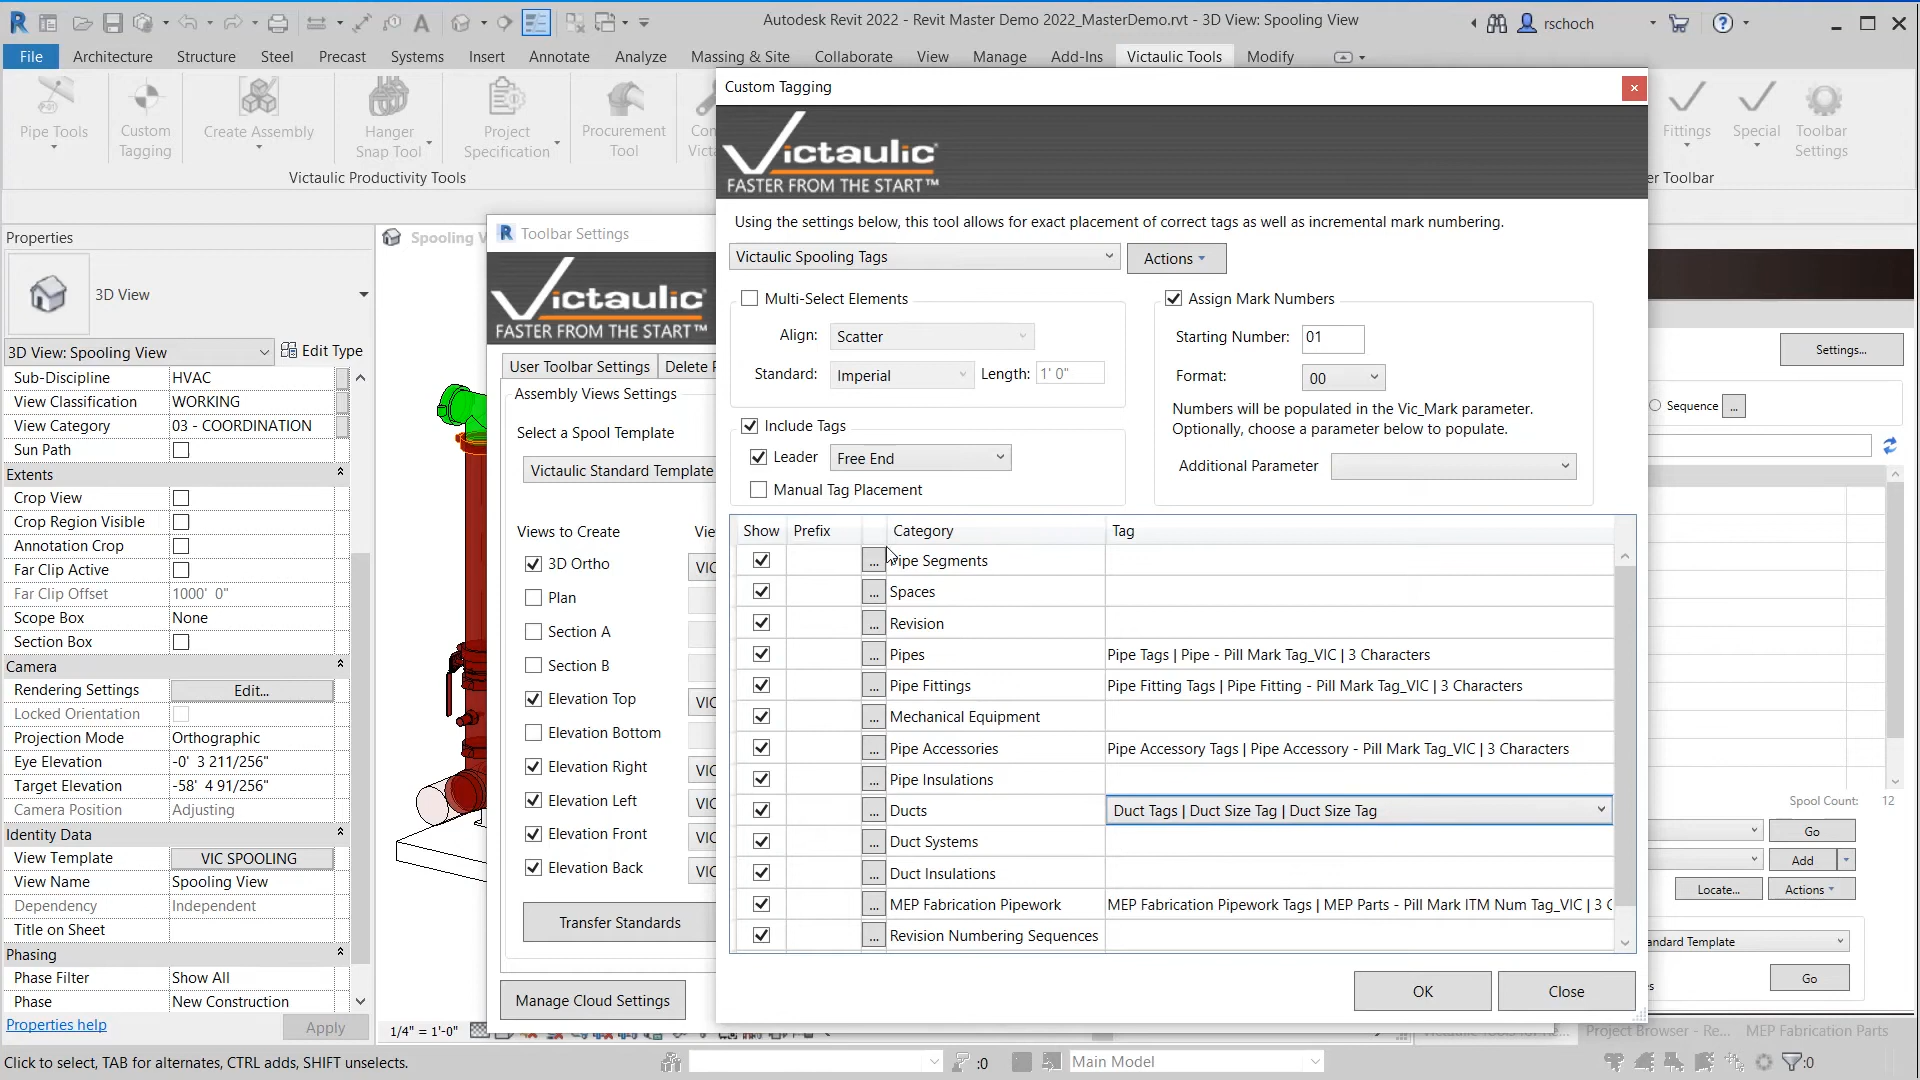 Autodesk Revit 2022 - Revit Master Demo 2022_MasterDemo.rvt - 3D View: Spooling View
rschoch
File Architecture Structure Steel Precast Systems Insert Annotate Analyze Massing & Site Collaborate View Manage Add-Ins Victaulic Tools Modify
Pipe Tools
Custom Tagging
Create Assembly
Hanger Snap Tool
Project Specification
Procurement Tool
Fittings
Special
Toolbar Settings
Victaulic Productivity Tools
Properties
3D View
3D View: Spooling View
Edit Type
Sub-Discipline HVAC
View Classification WORKING
View Category 03 - COORDINATION
Sun Path
Extents
Crop View
Crop Region Visible
Annotation Crop
Far Clip Active
Far Clip Offset 1000' 0"
Scope Box None
Section Box
Camera
Rendering Settings Edit...
Locked Orientation
Projection Mode Orthographic
Eye Elevation -0' 3 211/256"
Target Elevation -58' 4 91/256"
Camera Position Adjusting
Identity Data
View Template VIC SPOOLING
View Name Spooling View
Dependency Independent
Title on Sheet
Phasing
Phase Filter Show All
Phase New Construction
Properties help
Apply
Toolbar Settings
Victaulic
FASTER FROM THE START™
User Toolbar Settings
Assembly Views Settings
Select a Spool Template
Victaulic Standard Template
Views to Create
3D Ortho
Plan
Section A
Section B
Elevation Top
Elevation Bottom
Elevation Right
Elevation Left
Elevation Front
Elevation Back
Transfer Standards
Manage Cloud Settings
Custom Tagging
Victaulic
FASTER FROM THE START™
Using the settings below, this tool allows for exact placement of correct tags as well as incremental mark numbering.
Victaulic Spooling Tags
Actions
Multi-Select Elements
Align: Scatter
Standard: Imperial Length: 1' 0"
Include Tags
Leader Free End
Manual Tag Placement
Assign Mark Numbers
Starting Number: 01
Format: 00
Numbers will be populated in the Vic_Mark parameter.
Optionally, choose a parameter below to populate.
Additional Parameter
Show Prefix Category Tag
... Pipe Segments
... Spaces
... Revision
... Pipes Pipe Tags | Pipe - Pill Mark Tag_VIC | 3 Characters
... Pipe Fittings Pipe Fitting Tags | Pipe Fitting - Pill Mark Tag_VIC | 3 Characters
... Mechanical Equipment
... Pipe Accessories Pipe Accessory Tags | Pipe Accessory - Pill Mark Tag_VIC | 3 Characters
... Pipe Insulations
... Ducts Duct Tags | Duct Size Tag | Duct Size Tag
... Duct Systems
... Duct Insulations
... MEP Fabrication Pipework MEP Fabrication Pipework Tags | MEP Parts - Pill Mark ITM Num Tag_VIC | 3 C
... Revision Numbering Sequences
OK
Close
Settings...
Sequence ...
Spool Count: 12
Go
Add
Locate... Actions
Go
1/4" = 1'-0"
MEP Fabrication Parts
Click to select, TAB for alternates, CTRL adds, SHIFT unselects.
:0
Main Model
:0